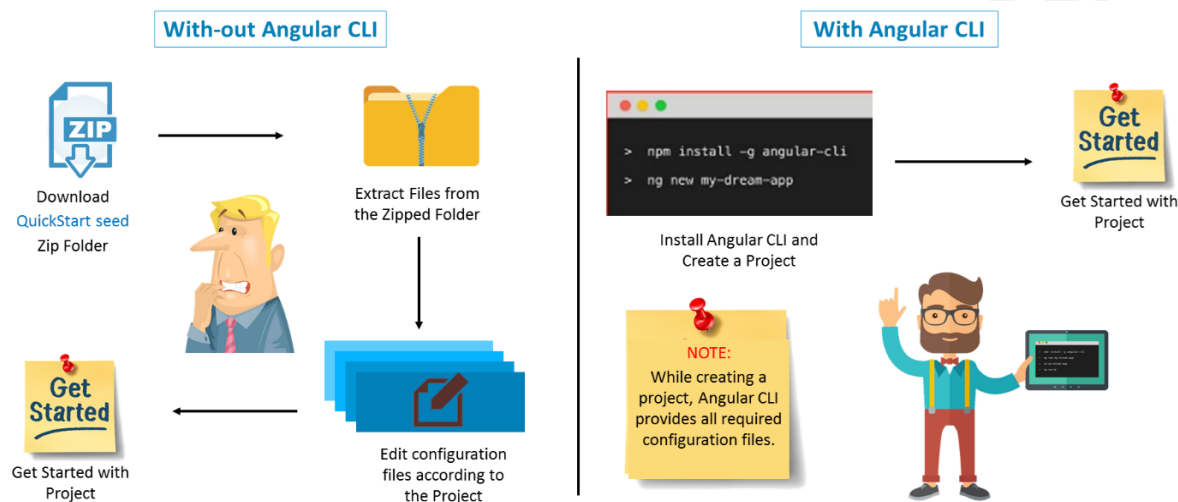 With-out Angular CLI
ZIP
Download
QuickStart seed
Zip Folder
Extract Files from
the Zipped Folder
Edit configuration
files according to
the Project
Get
Started
Get Started with
Project
With Angular CLI
> npm install -g angular-cli
> ng new my-dream-app
Install Angular CLI and
Create a Project
Get
Started
Get Started with
Project
NOTE:
While creating a
project, Angular CLI
provides all required
configuration files.